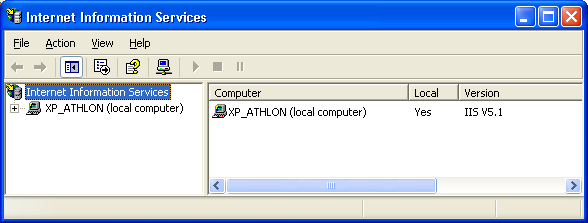 Internet Information Services
File Action View Help
Internet Information Services
XP_ATHLON (local computer)
Computer Local Version
XP_ATHLON (local computer) Yes IIS V5.1